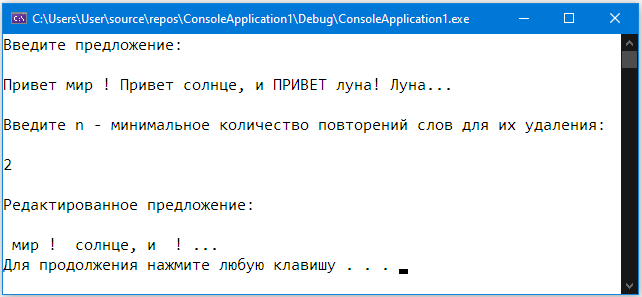 C:\Users\User\source\repos\ConsoleApplication1\Debug\ConsoleApplication1.exe
Введите предложение:
Привет мир ! Привет солнце, и ПРИВЕТ луна! Луна...
Введите n - минимальное количество повторений слов для их удаления:
2
Редактированное предложение:
 мир !  солнце, и  ! ...
Для продолжения нажмите любую клавишу . . .